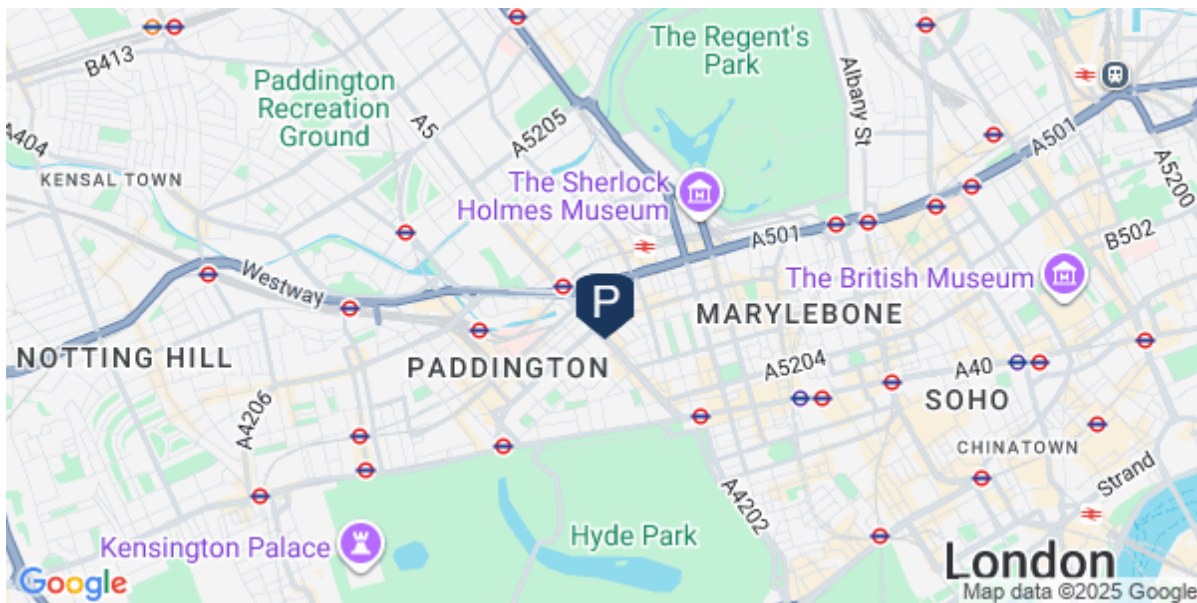 The Regent's
Park
B413
Paddington
Recreation
Ground
A5
Albany St
A404
A5205
A501
A5200
KENSAL TOWN
The Sherlock
Holmes Museum
A501
B502
Westway
The British Museum
P
MARYLEBONE
NOTTING HILL
PADDINGTON
A5204
A40
SOHO
A4206
CHINATOWN
Strand
A4202
Hyde Park
Kensington Palace
London
Google
Map data ©2025 Google